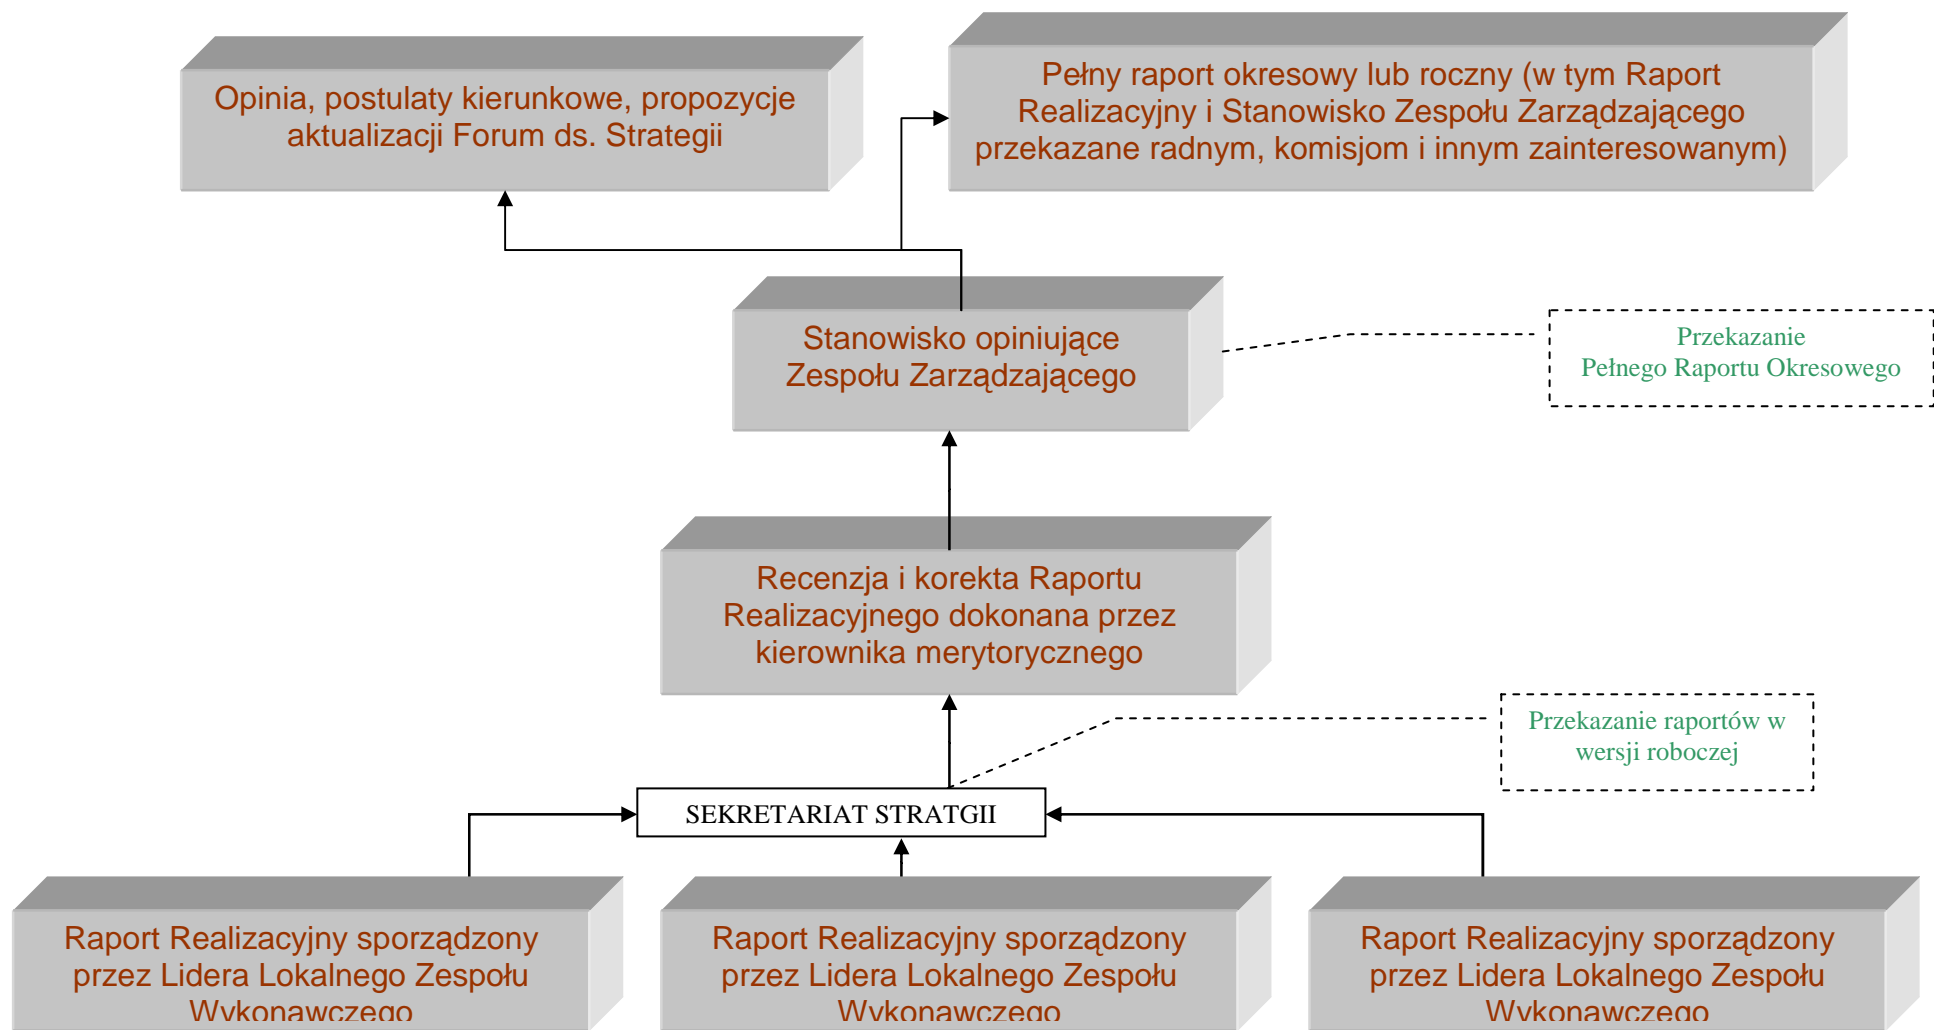 Opinia, postulaty kierunkowe, propozycje
aktualizacji Forum ds. Strategii
Pełny raport okresowy lub roczny (w tym Raport
Realizacyjny i Stanowisko Zespołu Zarządzającego
przekazane radnym, komisjom i innym zainteresowanym)
Stanowisko opiniujące
Zespołu Zarządzającego
Przekazanie
Pełnego Raportu Okresowego
Recenzja i korekta Raportu
Realizacyjnego dokonana przez
kierownika merytorycznego
Przekazanie raportów w
wersji roboczej
SEKRETARIAT STRATGII
Raport Realizacyjny sporządzony
przez Lidera Lokalnego Zespołu
Wykonawczego
Raport Realizacyjny sporządzony
przez Lidera Lokalnego Zespołu
Wykonawczego
Raport Realizacyjny sporządzony
przez Lidera Lokalnego Zespołu
Wykonawczego